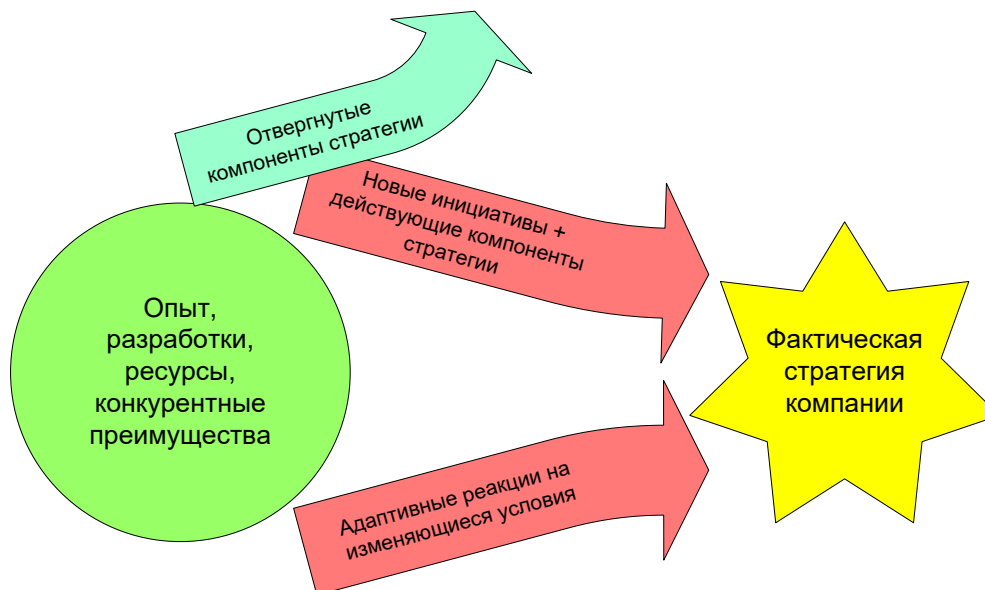 Отвергнутые
компоненты стратегии
Новые инициативы +
действующие компоненты
стратегии
Опыт,
разработки,
ресурсы,
конкурентные
преимущества
Фактическая
стратегия
компании
Адаптивные реакции на
изменяющиеся условия